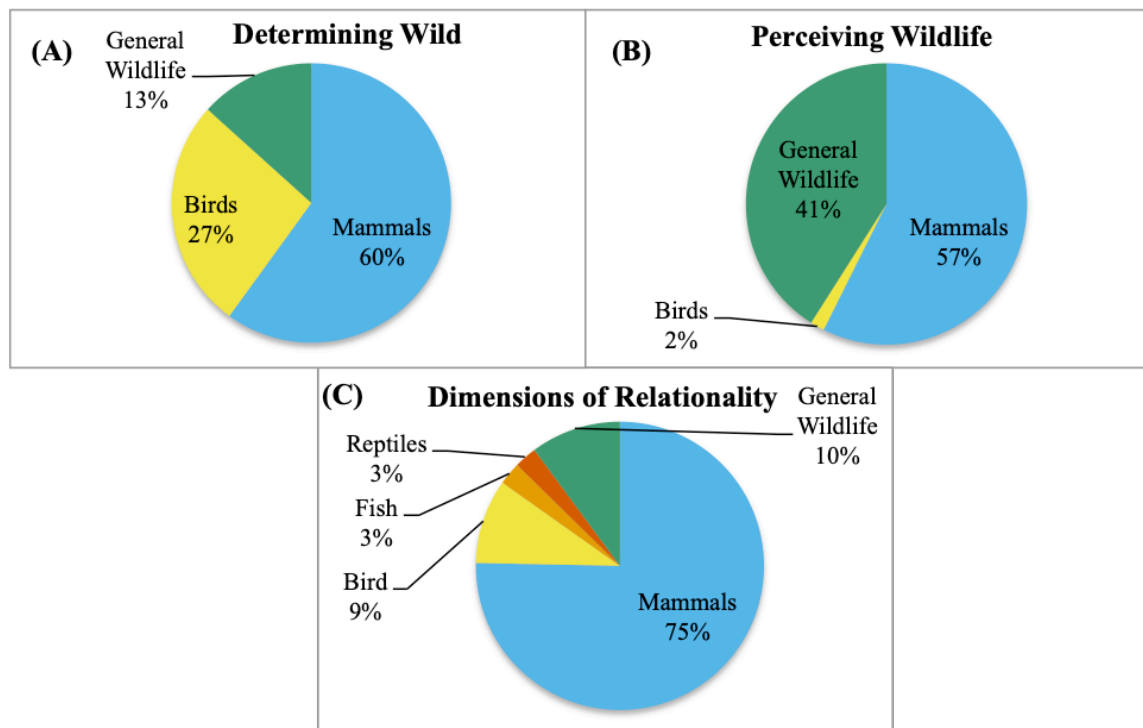 (A)
Determining Wild
General
Wildlife
13%
Birds
27%
Mammals
60%
(B)
Perceiving Wildlife
General
Wildlife
41%
Mammals
57%
Birds
2%
(C)
Dimensions of Relationality
General
Wildlife
10%
Reptiles
3%
Fish
3%
Bird
9%
Mammals
75%